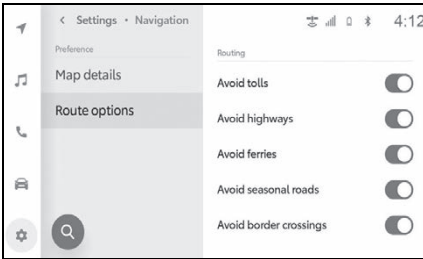 < Settings • Navigation
4:12
Preference
Map details
Route options
Routing
Avoid tolls
Avoid highways
Avoid ferries
Avoid seasonal roads
Avoid border crossings